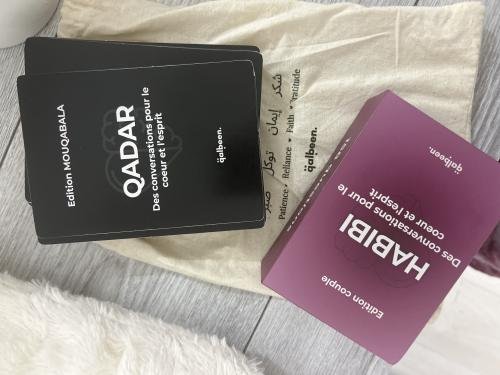 Edition MOUQABALA
QADAR
Des conversations pour le
coeur et l'esprit
qalbeen.
شكر
إيمان
توكل
صبر
Patience • Reliance • Faith • Gratitude
qalbeen.
qalbeen.
Des conversations pour le
coeur et l'esprit
HABIBI
Edition couple